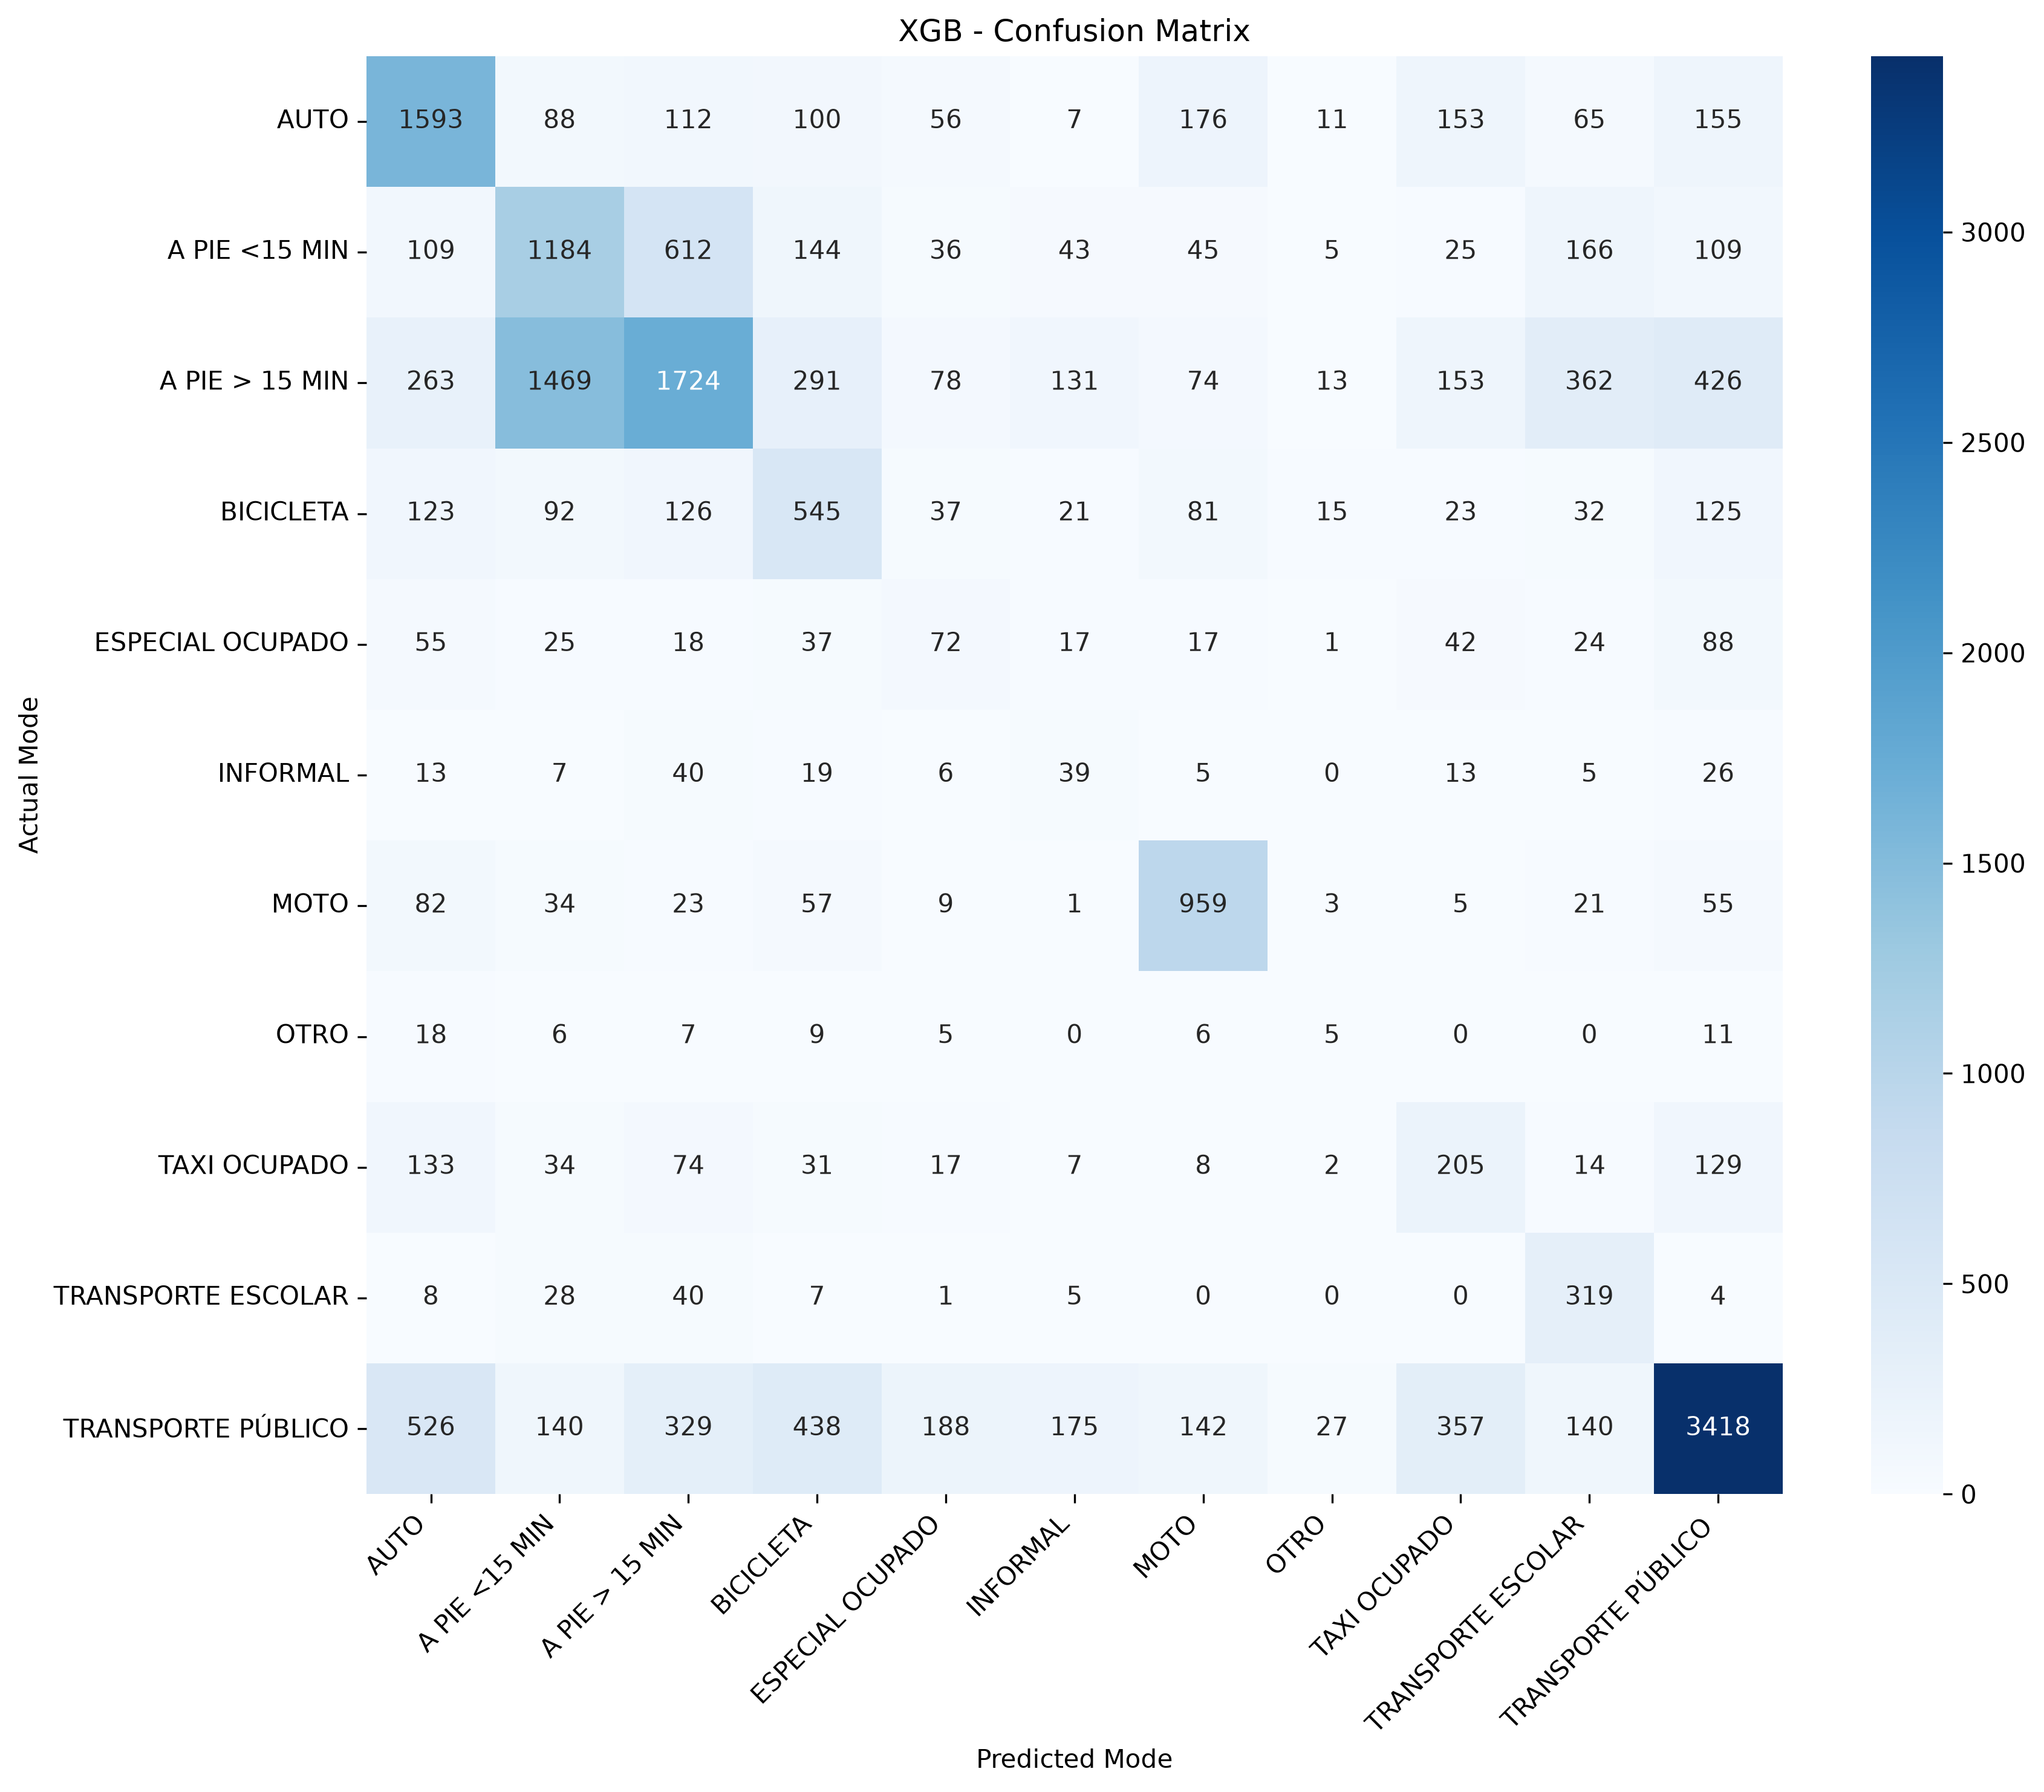 XGB - Confusion Matrix
AUTO 1593 88 112 100 56 7 176 11 153 65 155
A PIE <15 MIN 109 1184 612 144 36 43 45 5 25 166 109
A PIE > 15 MIN 263 1469 1724 291 78 131 74 13 153 362 426
BICICLETA 123 92 126 545 37 21 81 15 23 32 125
ESPECIAL OCUPADO 55 25 18 37 72 17 17 1 42 24 88
INFORMAL 13 7 40 19 6 39 5 0 13 5 26
MOTO 82 34 23 57 9 1 959 3 5 21 55
OTRO 18 6 7 9 5 0 6 5 0 0 11
TAXI OCUPADO 133 34 74 31 17 7 8 2 205 14 129
TRANSPORTE ESCOLAR 8 28 40 7 1 5 0 0 0 319 4
TRANSPORTE PÚBLICO 526 140 329 438 188 175 142 27 357 140 3418
Actual Mode
AUTO
A PIE <15 MIN
A PIE > 15 MIN
BICICLETA
ESPECIAL OCUPADO
INFORMAL
MOTO
OTRO
TAXI OCUPADO
TRANSPORTE ESCOLAR
TRANSPORTE PÚBLICO
Predicted Mode
3000
2500
2000
1500
1000
500
0